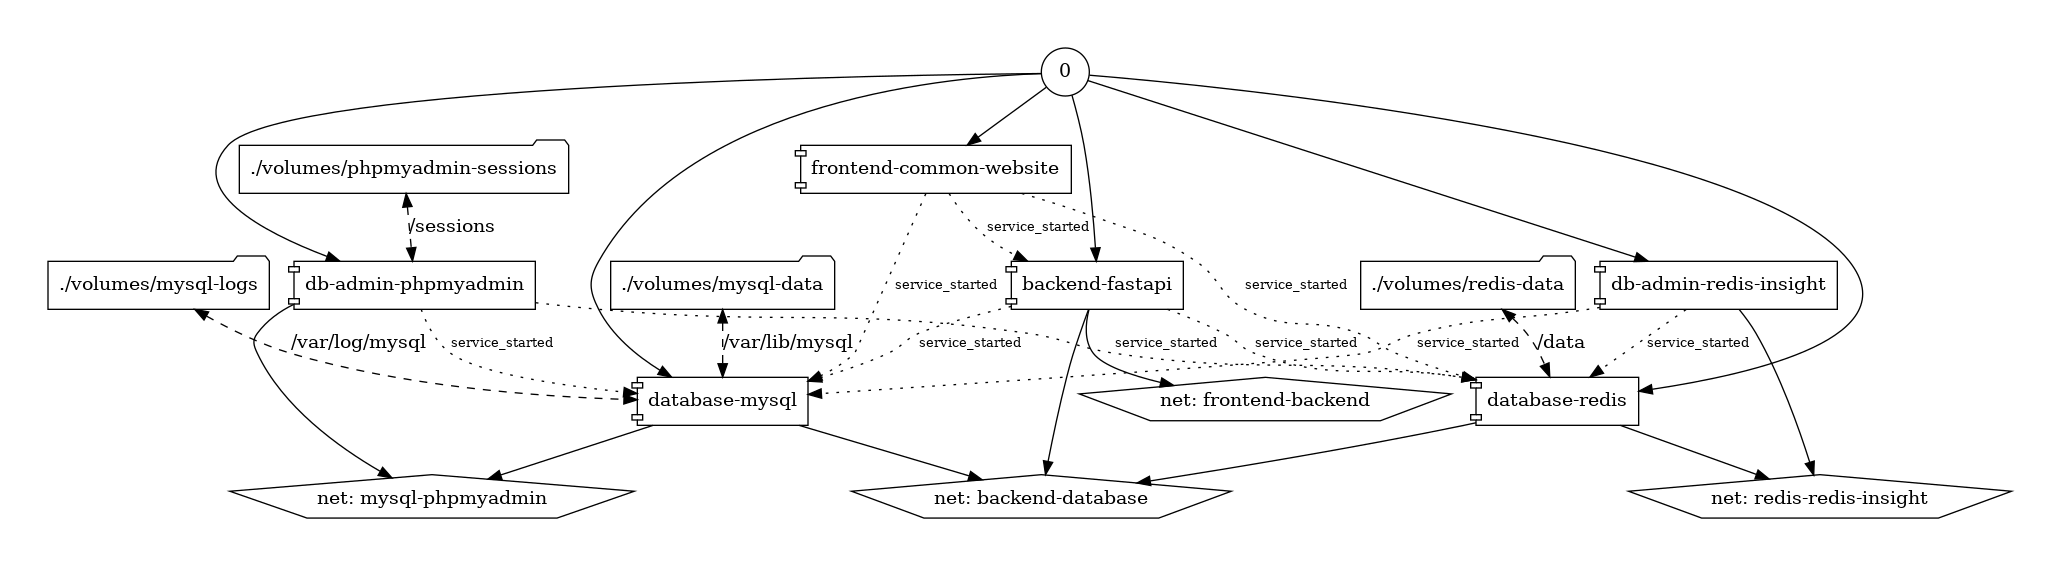 0
./volumes/phpmyadmin-sessions
frontend-common-website
/sessions
service_started
./volumes/mysql-logs
db-admin-phpmyadmin
./volumes/mysql-data
service_started
backend-fastapi
service_started
./volumes/redis-data
db-admin-redis-insight
/var/log/mysql
service_started
/var/lib/mysql
service_started
service_started
service_started
service_started
/data
service_started
database-mysql
net: frontend-backend
database-redis
net: mysql-phpmyadmin
net: backend-database
net: redis-redis-insight